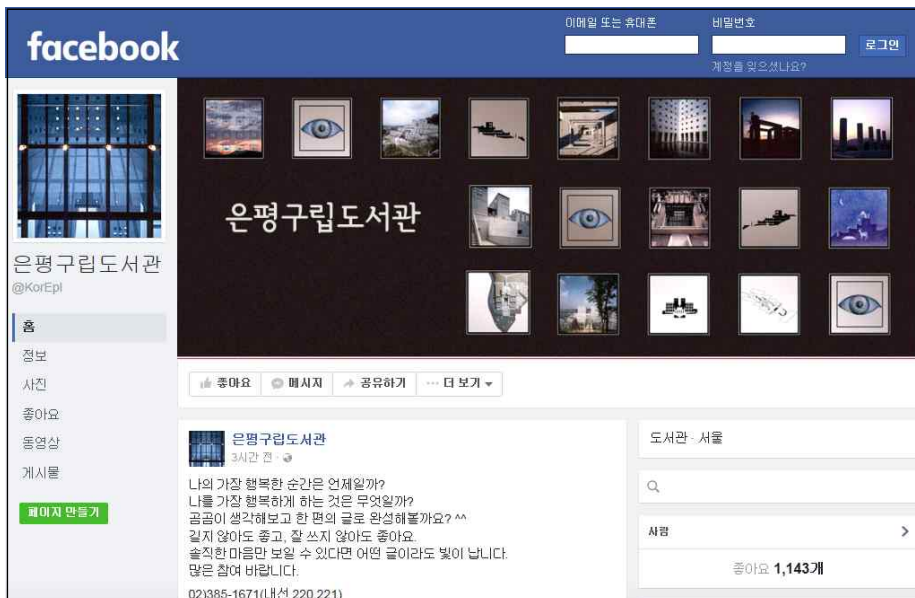 facebook
이메일 또는 휴대폰
비밀번호
로그인
계정을 잊으셨나요?
은평구립도서관
은평구립도서관
@KorEpl
홈
정보
사진
좋아요
동영상
게시물
페이지 만들기
좋아요
메시지
공유하기
더 보기
은평구립도서관
3시간 전
나의 가장 행복한 순간은 언제일까?
나를 가장 행복하게 하는 것은 무엇일까?
곰곰이 생각해보고 한 편의 글로 완성해볼까요? ^^
길지 않아도 좋고, 잘 쓰지 않아도 좋아요.
솔직한 마음만 보일 수 있다면 어떤 글이라도 빛이 납니다.
많은 참여 바랍니다.
02)385-1671(내선 220,221)
도서관 · 서울
사람
좋아요 1,143개